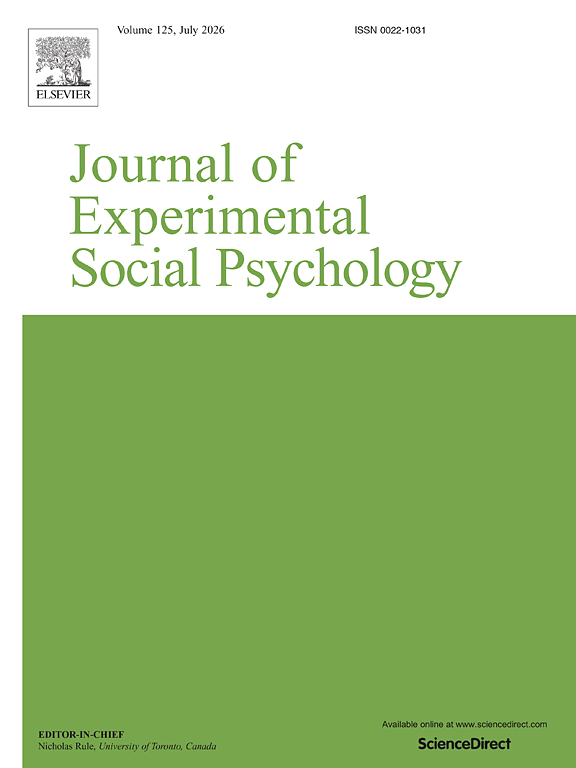 Volume 125, July 2026
ISSN 0022-1031
ELSEVIER
Journal of
Experimental
Social Psychology
Available online at www.sciencedirect.com
ScienceDirect
EDITOR-IN-CHIEF
Nicholas Rule, University of Toronto, Canada